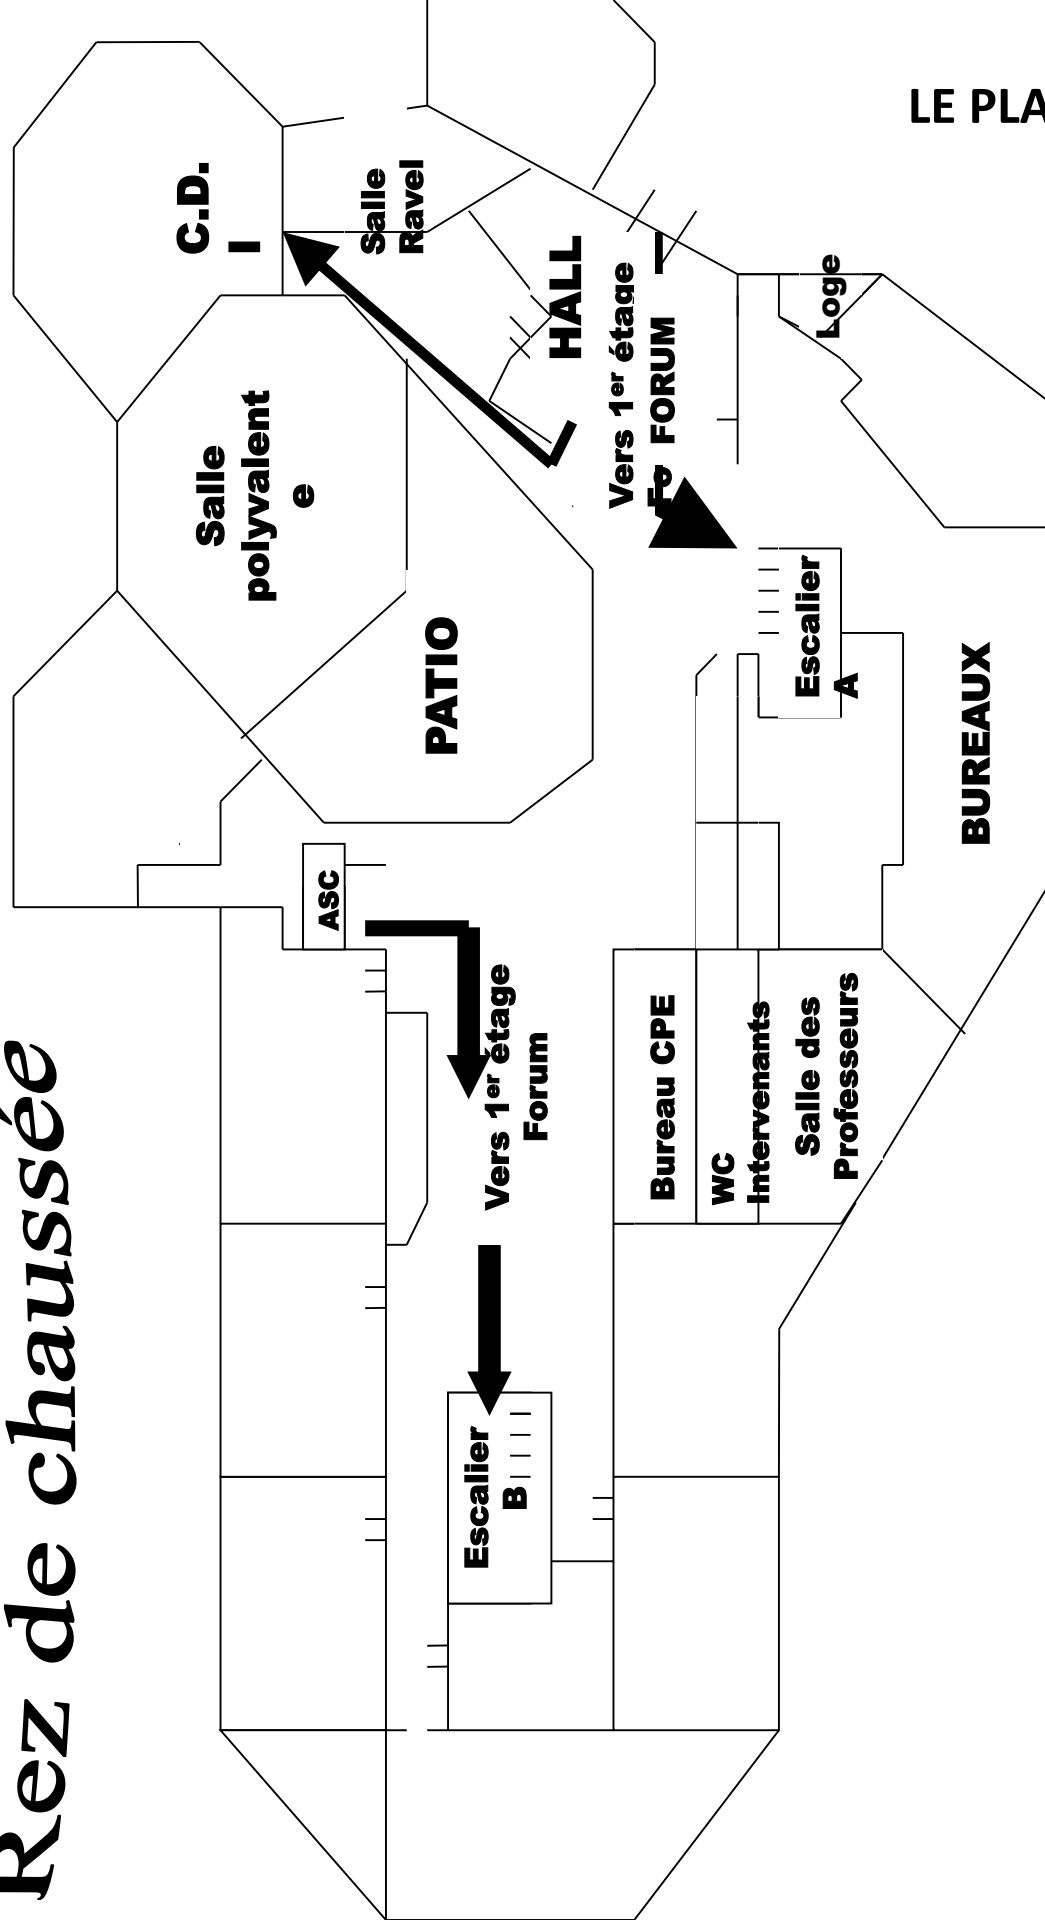 LE PLA
Rez de chaussée
C.D.
I
Salle
Ravel
HALL
Vers 1er étage
FORUM
Fo
Loge
Salle
polyvalent
e
PATIO
Escalier
A
BUREAUX
ASC
Vers 1er étage
Forum
Bureau CPE
WC
Intervenants
Salle des
Professeurs
Escalier
B